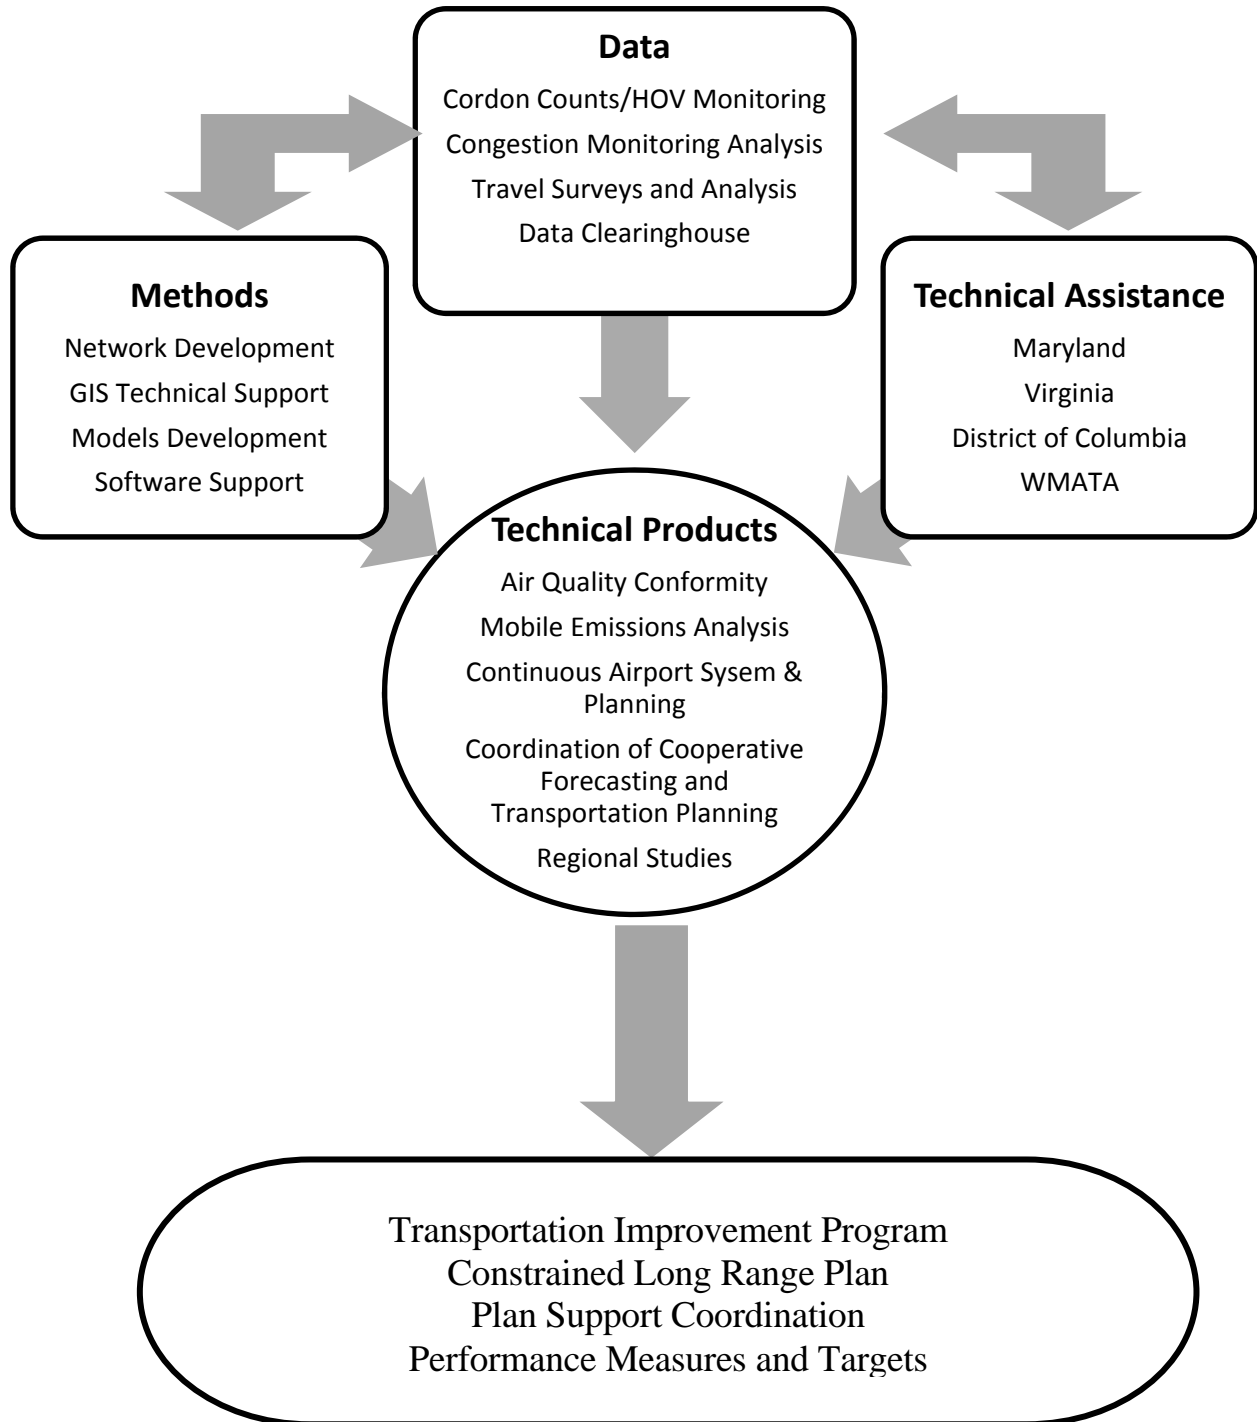 Data
Cordon Counts/HOV Monitoring
Congestion Monitoring Analysis
Travel Surveys and Analysis
Data Clearinghouse
Methods
Network Development
GIS Technical Support
Models Development
Software Support
Technical Assistance
Maryland
Virginia
District of Columbia
WMATA
Technical Products
Air Quality Conformity
Mobile Emissions Analysis
Continuous Airport Sysem &
Planning
Coordination of Cooperative
Forecasting and
Transportation Planning
Regional Studies
Transportation Improvement Program
Constrained Long Range Plan
Plan Support Coordination
Performance Measures and Targets